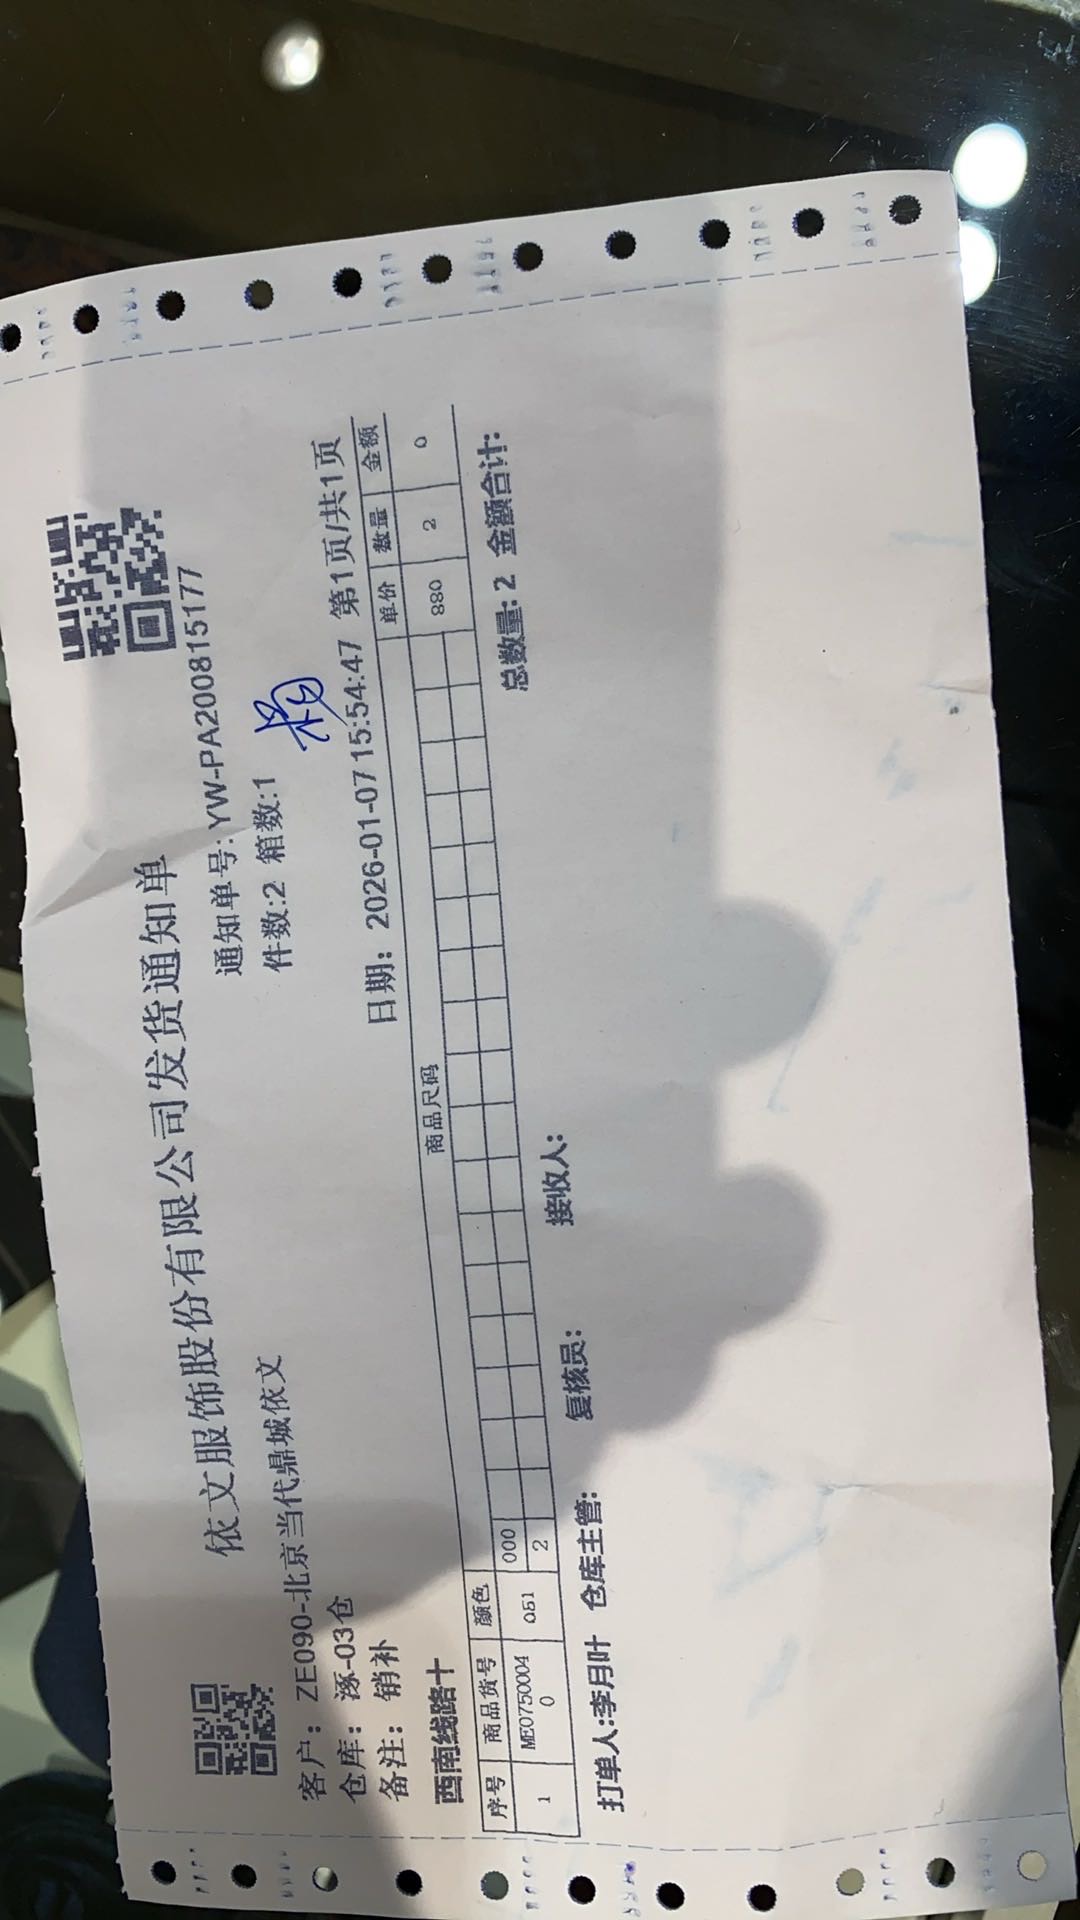 依文服饰股份有限公司发货通知单
通知单号:YW-PA200815177
客户: ZE090-北京当代鼎城依文
件数:2 箱数:1
仓库: 涿-03仓
备注: 销补
日期: 2026-01-07 15:54:47 第1页/共1页
西南线路十
序号 商品货号 颜色 商品尺码 单价 数量 金额
000
1 ME07500040 051 2 880 2 0
总数量: 2 金额合计:
打单人:李月叶 仓库主管: 复核员: 接收人: